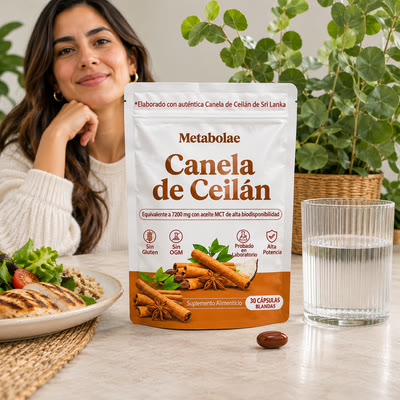 *Elaborado con auténtica Canela de Ceilán de Sri Lanka
Metabolae
Canela
de Ceilán
Equivalente a 7200 mg con aceite MCT de alta biodisponibilidad
Sin
Gluten
Sin
OGM
Probado en
Laboratorio
Alta
Potencia
Suplemento Alimenticio
30 CÁPSULAS
BLANDAS